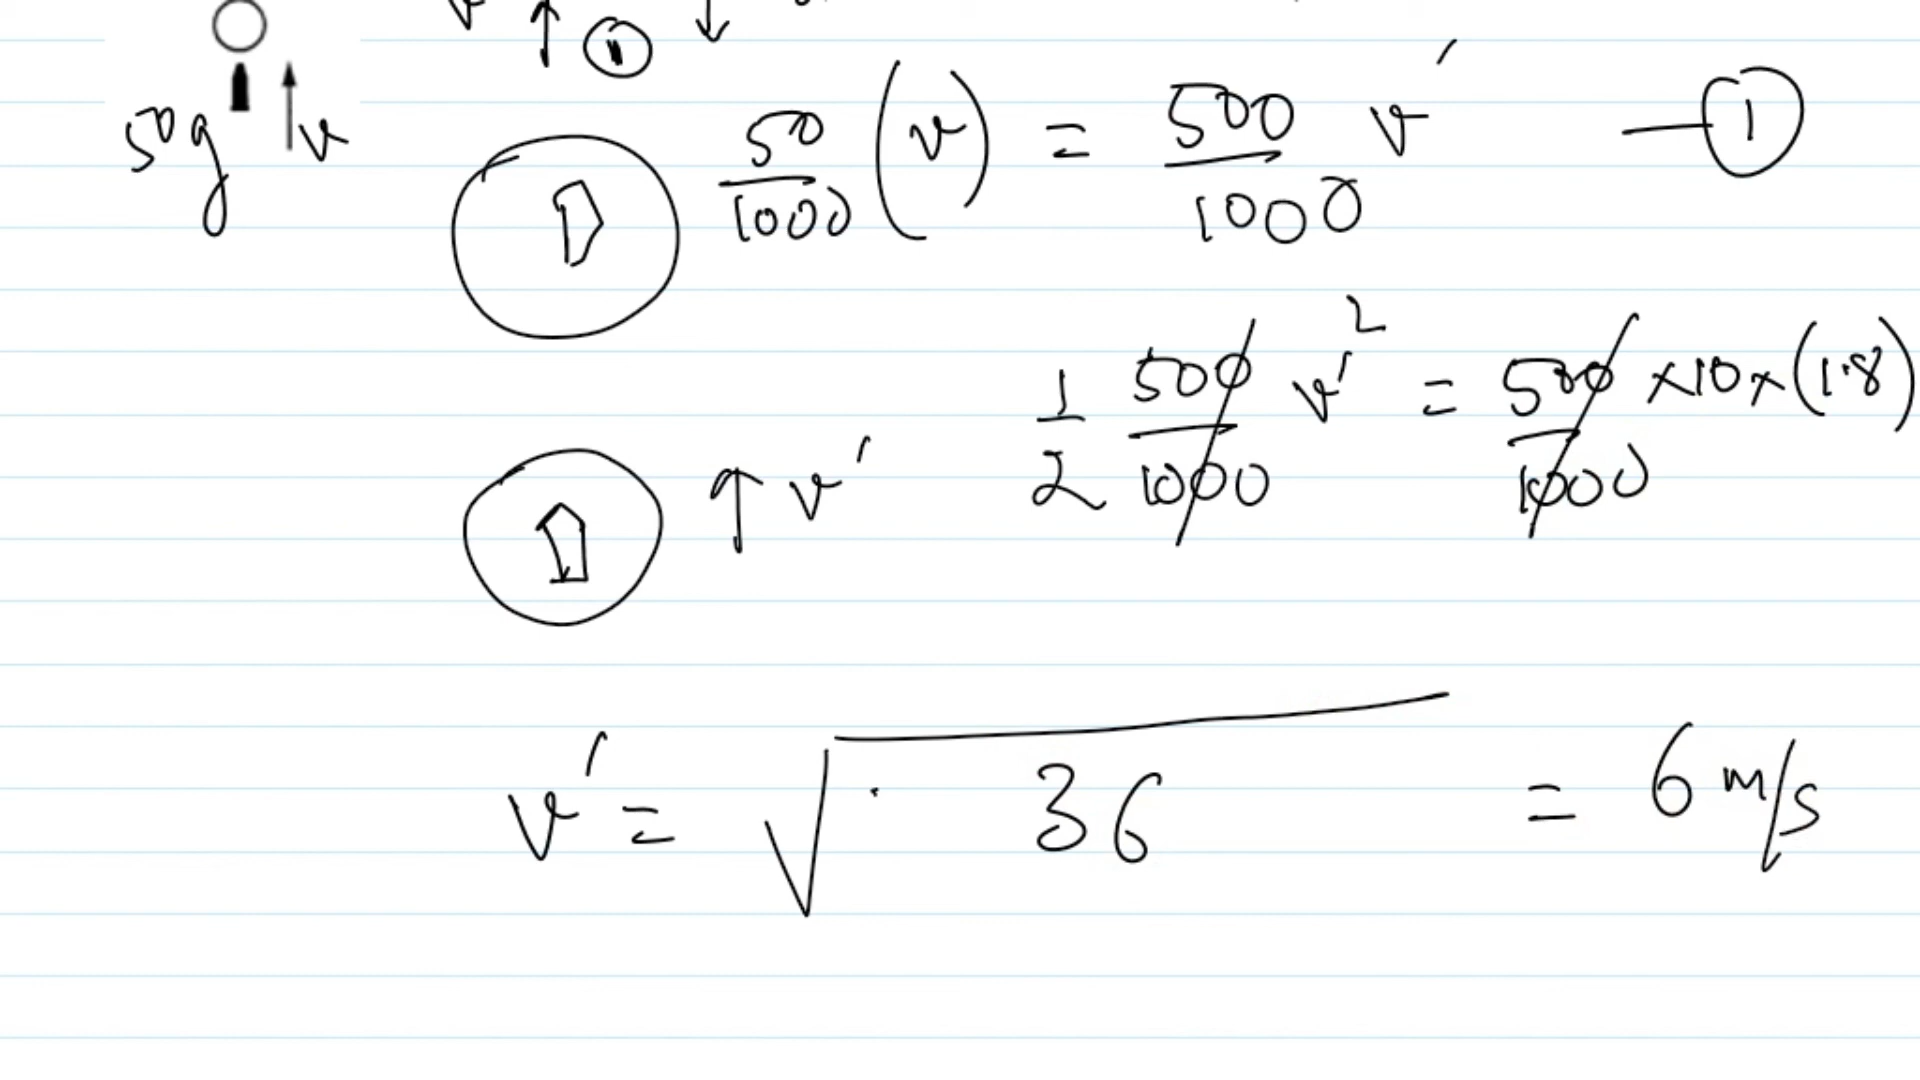 50g v
50/1000 (v) = 500/1000 v' — ①
1/2 500/1000 v'² = 500/1000 ×10×(1.8)
v'
v' = √36 = 6 m/s